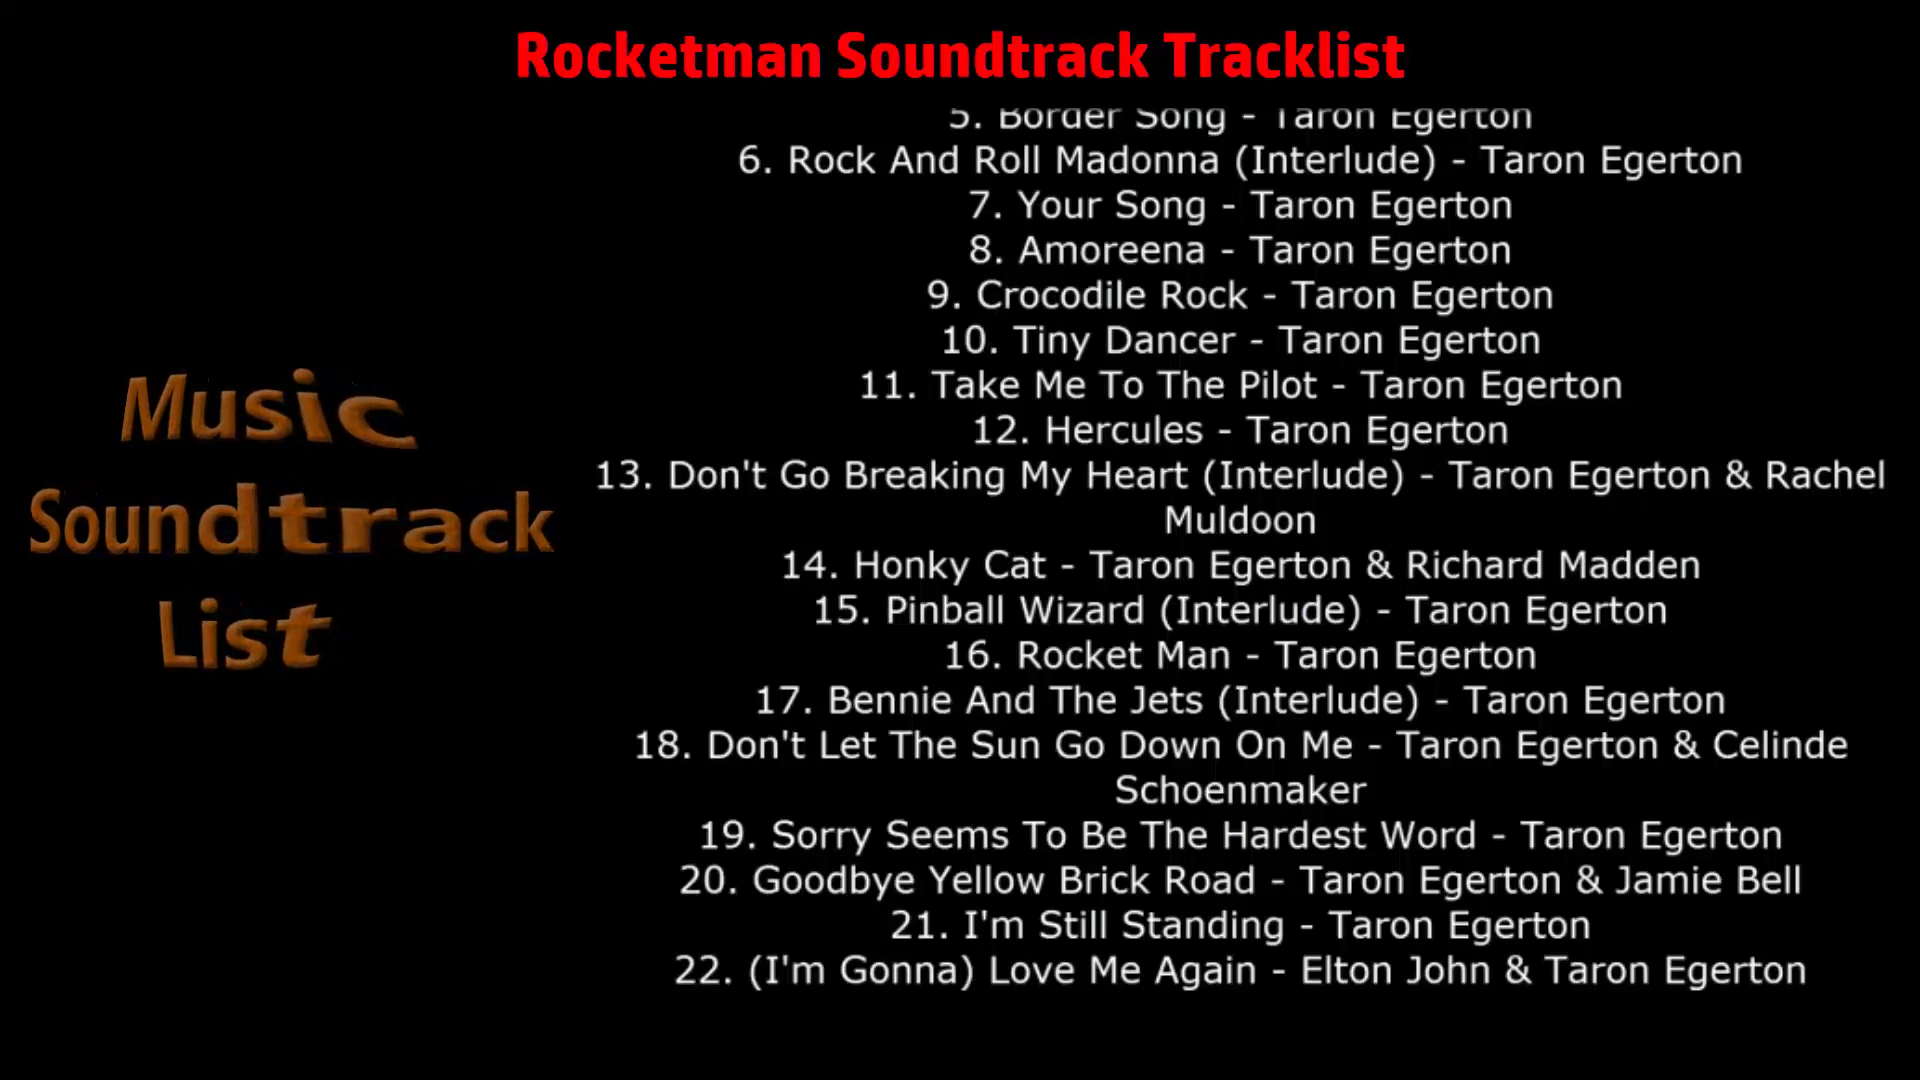 Rocketman Soundtrack Tracklist
5. Border Song - Taron Egerton
6. Rock And Roll Madonna (Interlude) - Taron Egerton
7. Your Song - Taron Egerton
8. Amoreena - Taron Egerton
9. Crocodile Rock - Taron Egerton
10. Tiny Dancer - Taron Egerton
11. Take Me To The Pilot - Taron Egerton
12. Hercules - Taron Egerton
13. Don't Go Breaking My Heart (Interlude) - Taron Egerton & Rachel
Muldoon
14. Honky Cat - Taron Egerton & Richard Madden
15. Pinball Wizard (Interlude) - Taron Egerton
16. Rocket Man - Taron Egerton
17. Bennie And The Jets (Interlude) - Taron Egerton
18. Don't Let The Sun Go Down On Me - Taron Egerton & Celinde
Schoenmaker
19. Sorry Seems To Be The Hardest Word - Taron Egerton
20. Goodbye Yellow Brick Road - Taron Egerton & Jamie Bell
21. I'm Still Standing - Taron Egerton
22. (I'm Gonna) Love Me Again - Elton John & Taron Egerton
Music
Soundtrack
List